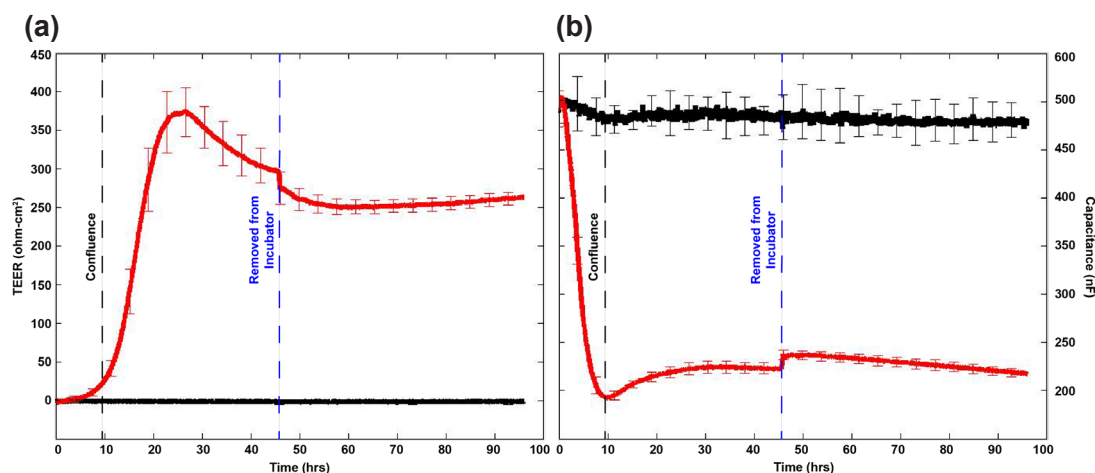 (a)
450
400
350
300
250
200
150
100
50
0
TEER (ohm-cm²)
Confluence
Removed from
Incubator
0 10 20 30 40 50 60 70 80 90 100
Time (hrs)
(b)
Confluence
Removed from
Incubator
0 10 20 30 40 50 60 70 80 90 100
Time (hrs)
600
500
450
400
350
300
250
200
Capacitance (nF)